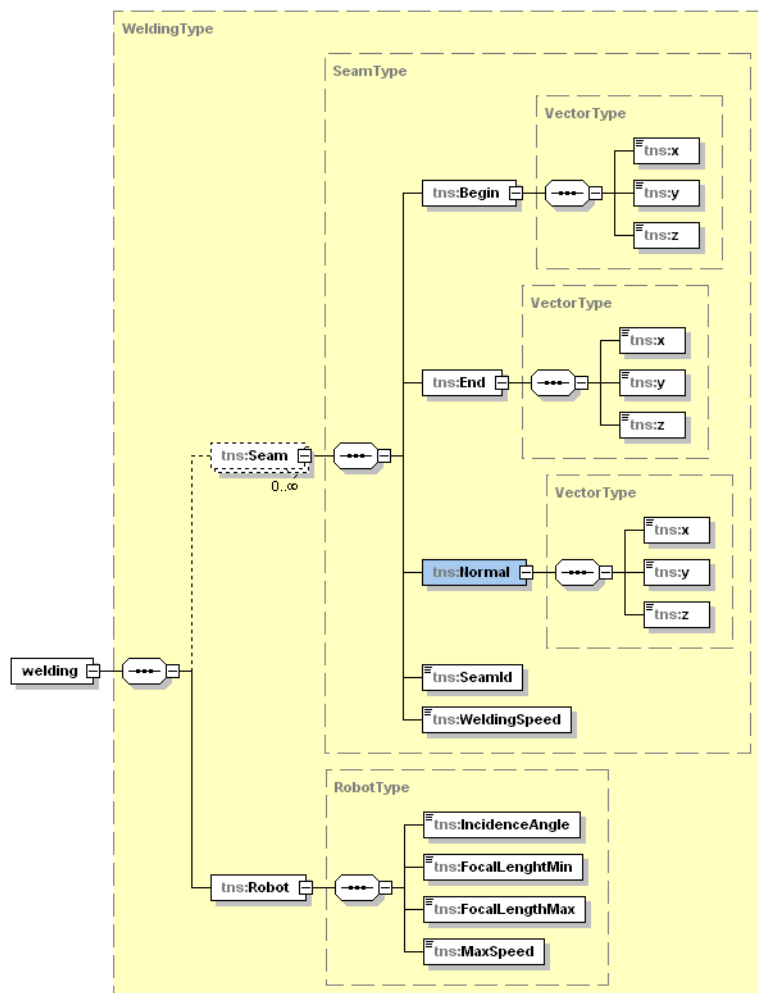 WeldingType
SeamType
VectorType
tns:x
tns:Begin
tns:y
tns:z
VectorType
tns:x
tns:End
tns:y
tns:z
tns:Seam
0..∞
VectorType
tns:x
tns:Normal
tns:y
tns:z
welding
tns:SeamId
tns:WeldingSpeed
RobotType
tns:IncidenceAngle
tns:FocalLenghtMin
tns:Robot
tns:FocalLengthMax
tns:MaxSpeed